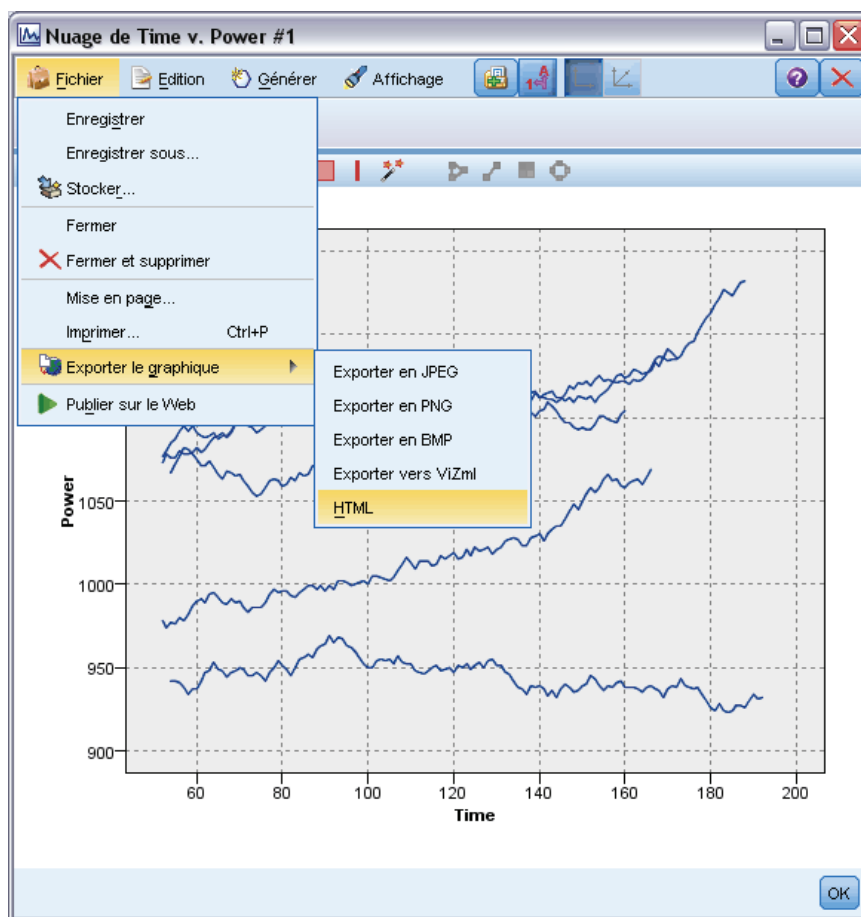 Nuage de Time v. Power #1
Fichier Edition Générer Affichage
Enregistrer
Enregistrer sous...
Stocker...
Fermer
Fermer et supprimer
Mise en page...
Imprimer... Ctrl+P
Exporter le graphique
Publier sur le Web
Exporter en JPEG
Exporter en PNG
Exporter en BMP
Exporter vers ViZml
HTML
Power
1050
1000
950
900
60 80 100 120 140 160 180 200
Time
OK